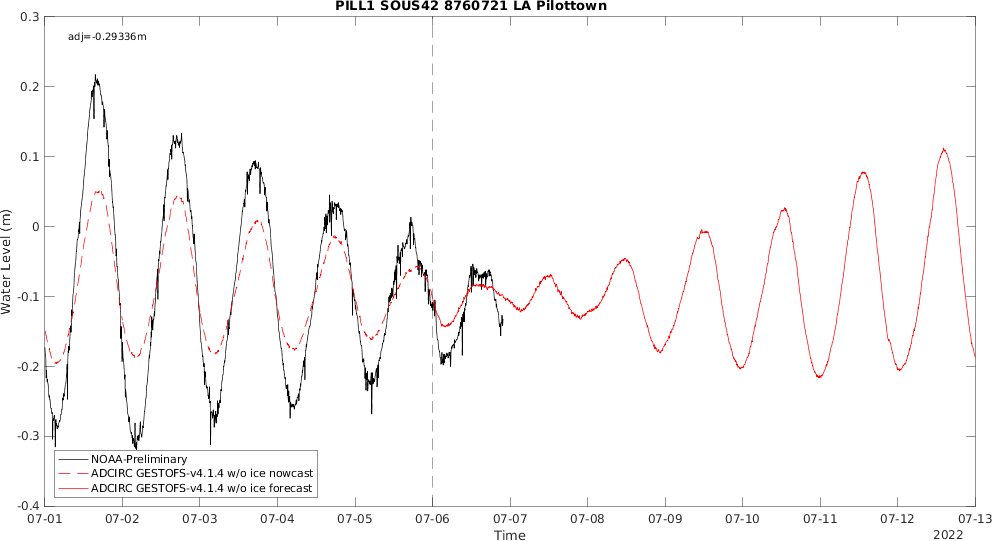 PILL1 SOUS42 8760721 LA Pilottown
adj=-0.29336m
0.3
0.2
0.1
0
-0.1
-0.2
-0.3
-0.4
Water Level (m)
NOAA-Preliminary
ADCIRC GESTOFS-v4.1.4 w/o ice nowcast
ADCIRC GESTOFS-v4.1.4 w/o ice forecast
07-01 07-02 07-03 07-04 07-05 07-06 07-07 07-08 07-09 07-10 07-11 07-12 07-13
Time
2022